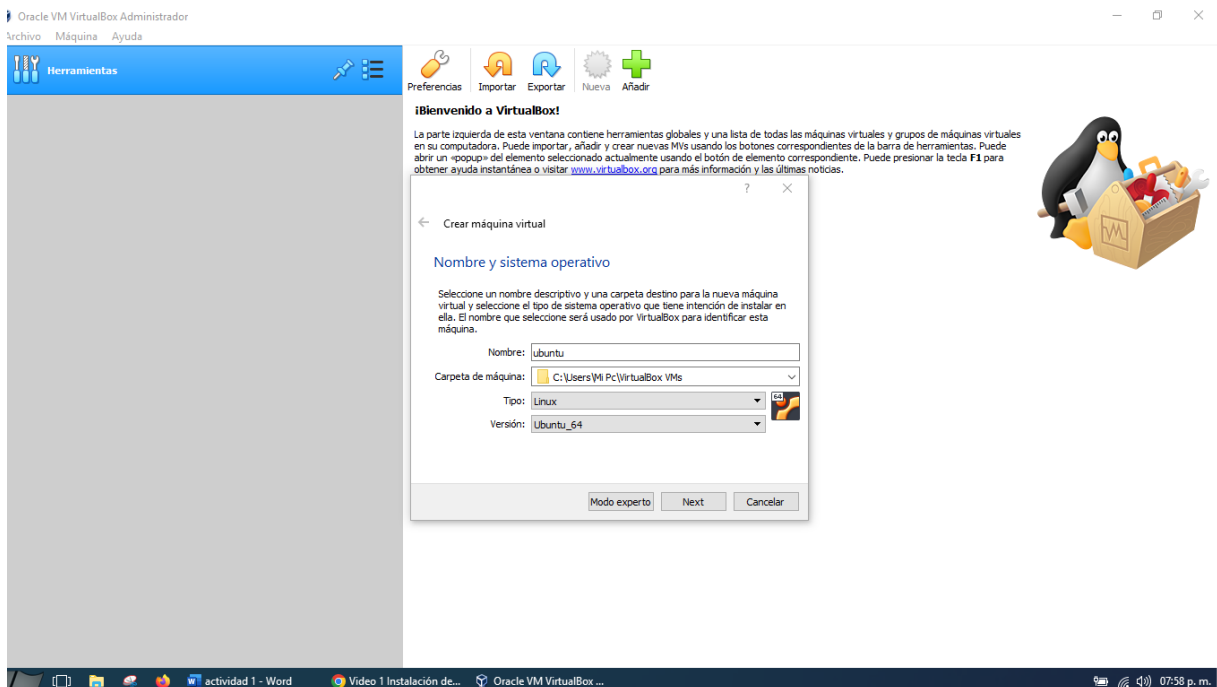 Oracle VM VirtualBox Administrador
Archivo Máquina Ayuda
Herramientas
Preferencias Importar Exportar Nueva Añadir
¡Bienvenido a VirtualBox!
La parte izquierda de esta ventana contiene herramientas globales y una lista de todas las máquinas virtuales y grupos de máquinas virtuales
en su computadora. Puede importar, añadir y crear nuevas MVs usando los botones correspondientes de la barra de herramientas. Puede
abrir un «popup» del elemento seleccionado actualmente usando el botón de elemento correspondiente. Puede presionar la tecla F1 para
obtener ayuda instantánea o visitar www.virtualbox.org para más información y las últimas noticias.
?
Crear máquina virtual
Nombre y sistema operativo
Seleccione un nombre descriptivo y una carpeta destino para la nueva máquina
virtual y seleccione el tipo de sistema operativo que tiene intención de instalar en
ella. El nombre que seleccione será usado por VirtualBox para identificar esta
máquina.
Nombre: ubuntu
Carpeta de máquina: C:\Users\Mi Pc\VirtualBox VMs
Tipo: Linux
64
Versión: Ubuntu_64
Modo experto Next Cancelar
actividad 1 - Word Video 1 Instalación de... Oracle VM VirtualBox ... 07:58 p. m.